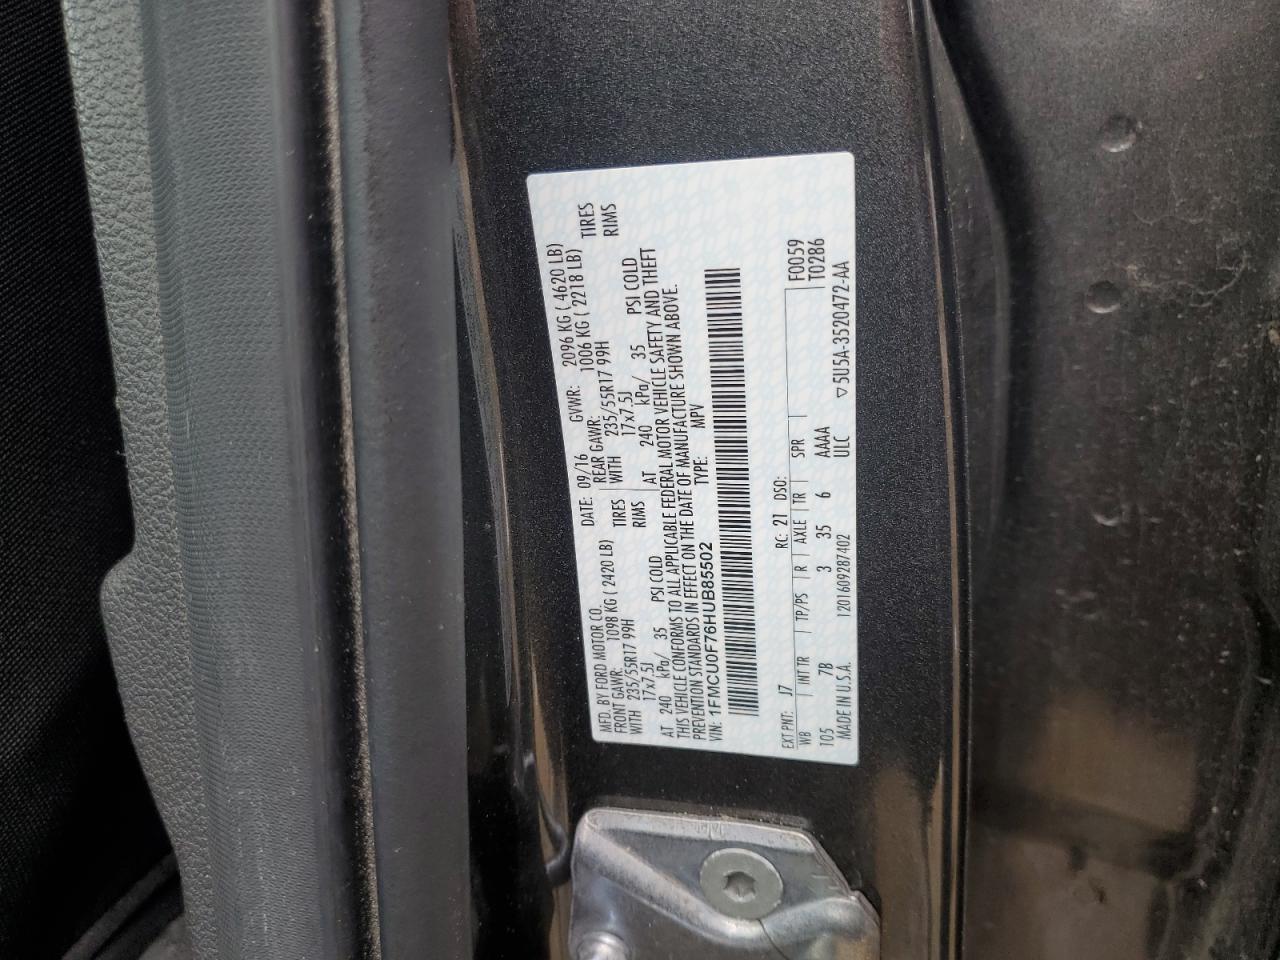 MFD. BY FORD MOTOR CO.
DATE: 09/16 GVWR: 2096 KG ( 4620 LB)
FRONT GAWR: 1098 KG ( 2420 LB) REAR GAWR: 1006 KG ( 2218 LB)
WITH 235/55R17 99H TIRES WITH 235/55R17 99H TIRES
17x7.5J RIMS 17x7.5J RIMS
AT 240 kPa/ 35 PSI COLD AT 240 kPa/ 35 PSI COLD
THIS VEHICLE CONFORMS TO ALL APPLICABLE FEDERAL MOTOR VEHICLE SAFETY AND THEFT
PREVENTION STANDARDS IN EFFECT ON THE DATE OF MANUFACTURE SHOWN ABOVE.
VIN: 1FMCU0F76HUB85502 TYPE: MPV
EXT PNT: J7 RC: 21 DSO: F0059
WB INT TR TP/PS R AXLE TR SPR T0286
105 7B 3 35 6 AAAA
MADE IN U.S.A. 1201609287402 ULC ▽5U5A-3520472-AA